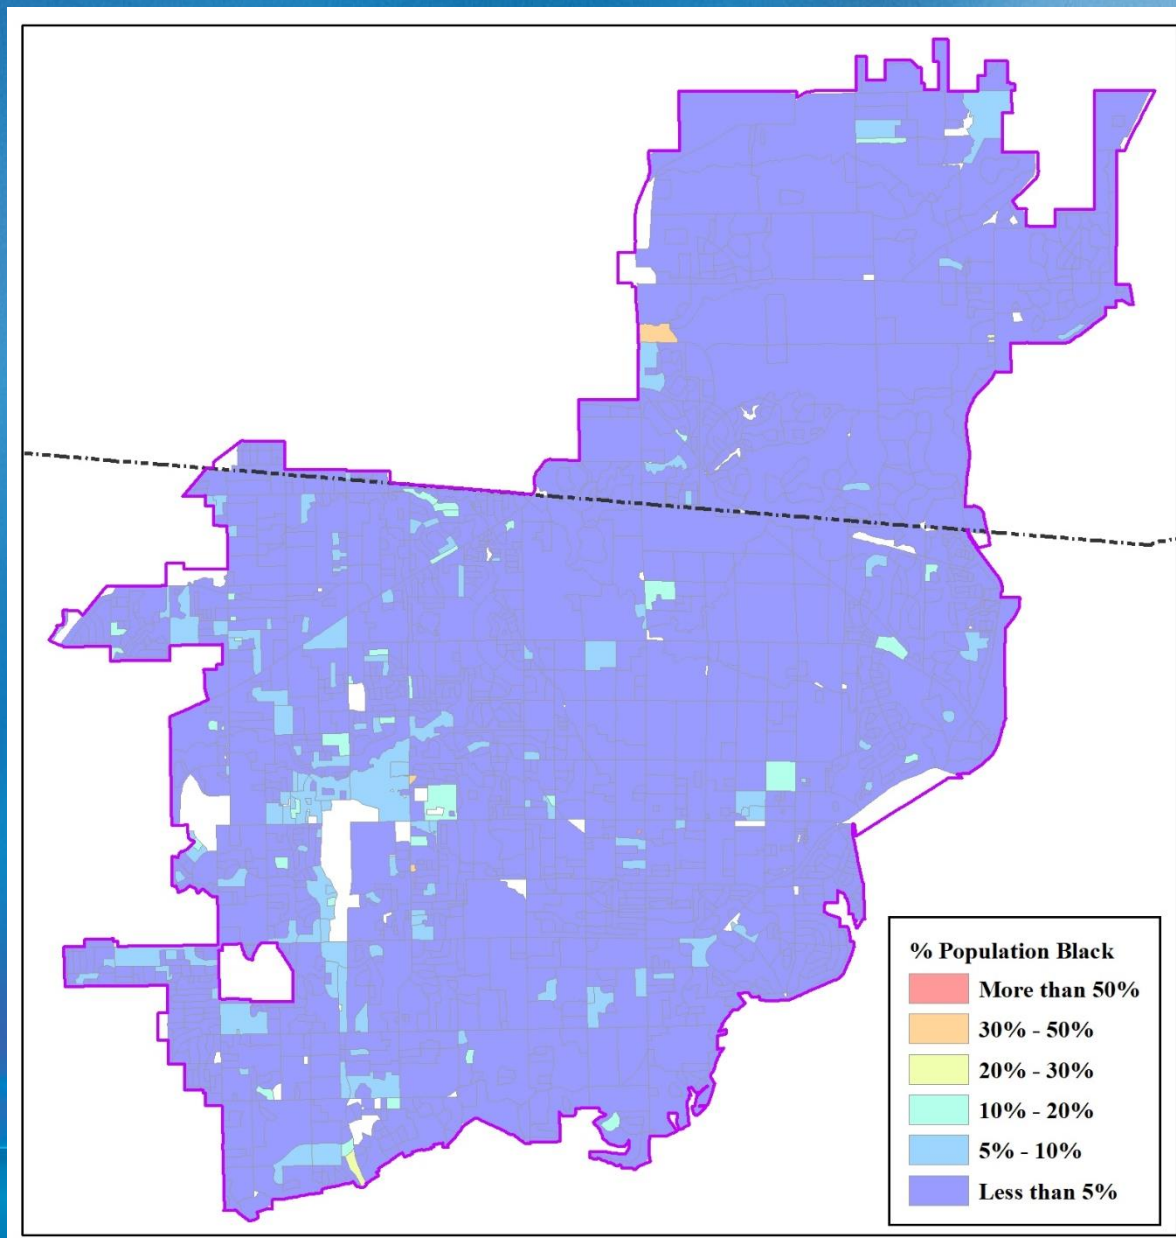 % Population Black
More than 50%
30% - 50%
20% - 30%
10% - 20%
5% - 10%
Less than 5%